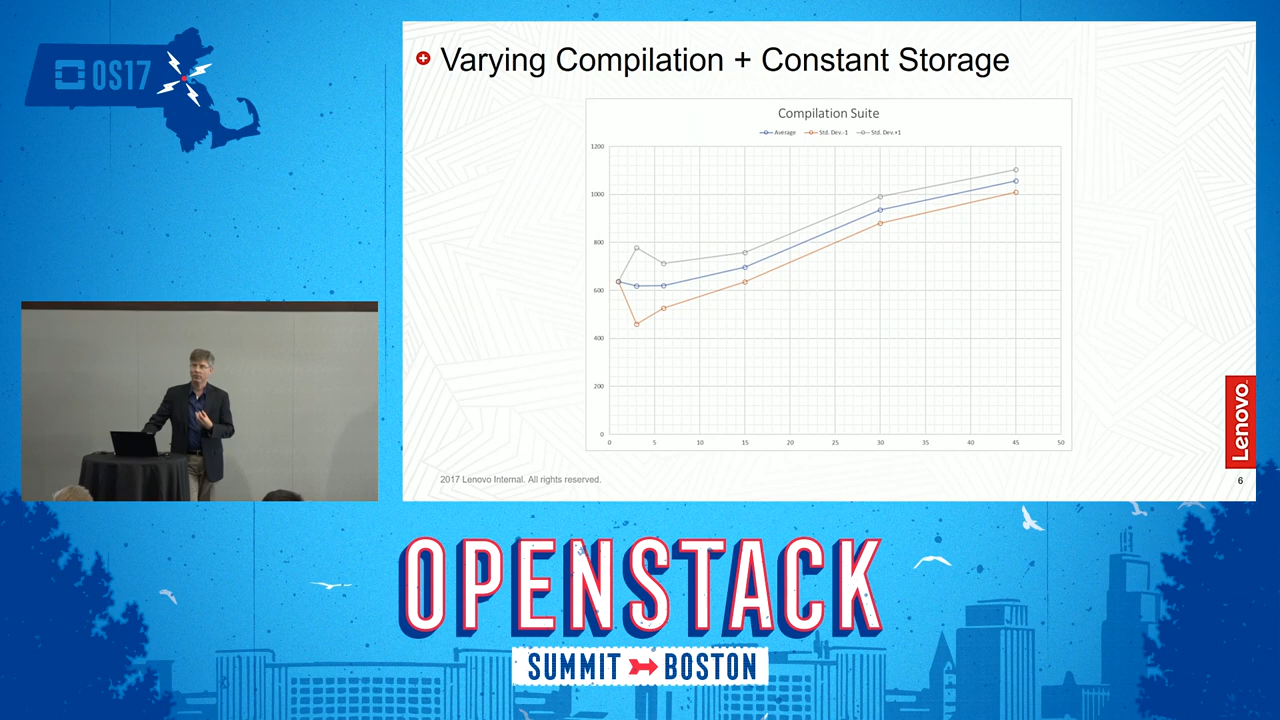 OS17
Varying Compilation + Constant Storage
Compilation Suite
Average Std. Dev.-1 Std. Dev.+1
1200
1000
800
600
400
200
0
0 5 10 15 20 25 30 35 40 45 50
Lenovo
2017 Lenovo Internal. All rights reserved.
6
OPENSTACK
SUMMIT BOSTON